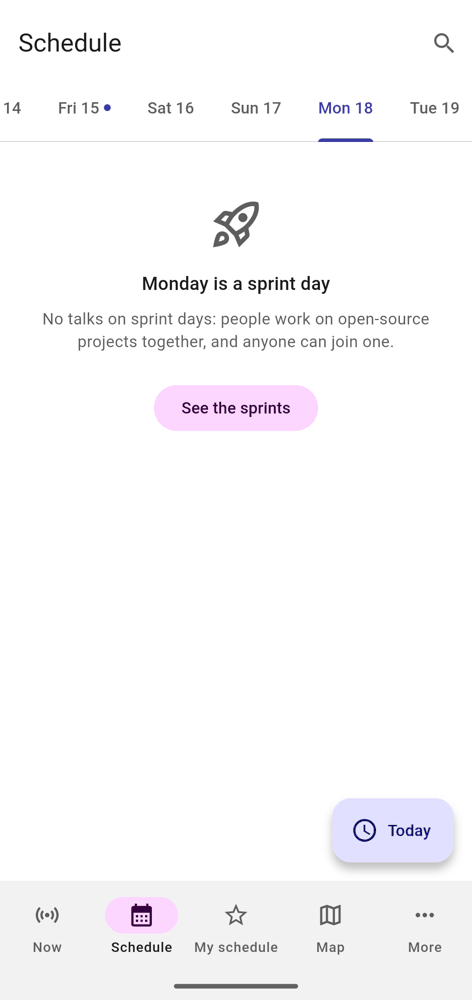 Schedule
14
Fri 15
Sat 16
Sun 17
Mon 18
Tue 19
Monday is a sprint day
No talks on sprint days: people work on open-source
projects together, and anyone can join one.
See the sprints
Today
Now
Schedule
My schedule
Map
More